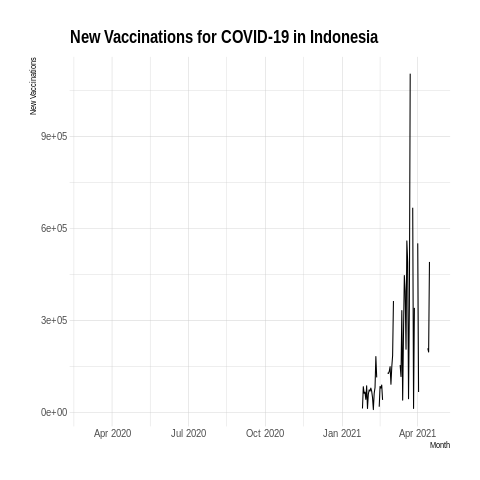 New Vaccinations for COVID-19 in Indonesia
New Vaccinations
9e+05
6e+05
3e+05
0e+00
Apr 2020
Jul 2020
Oct 2020
Jan 2021
Apr 2021
Month